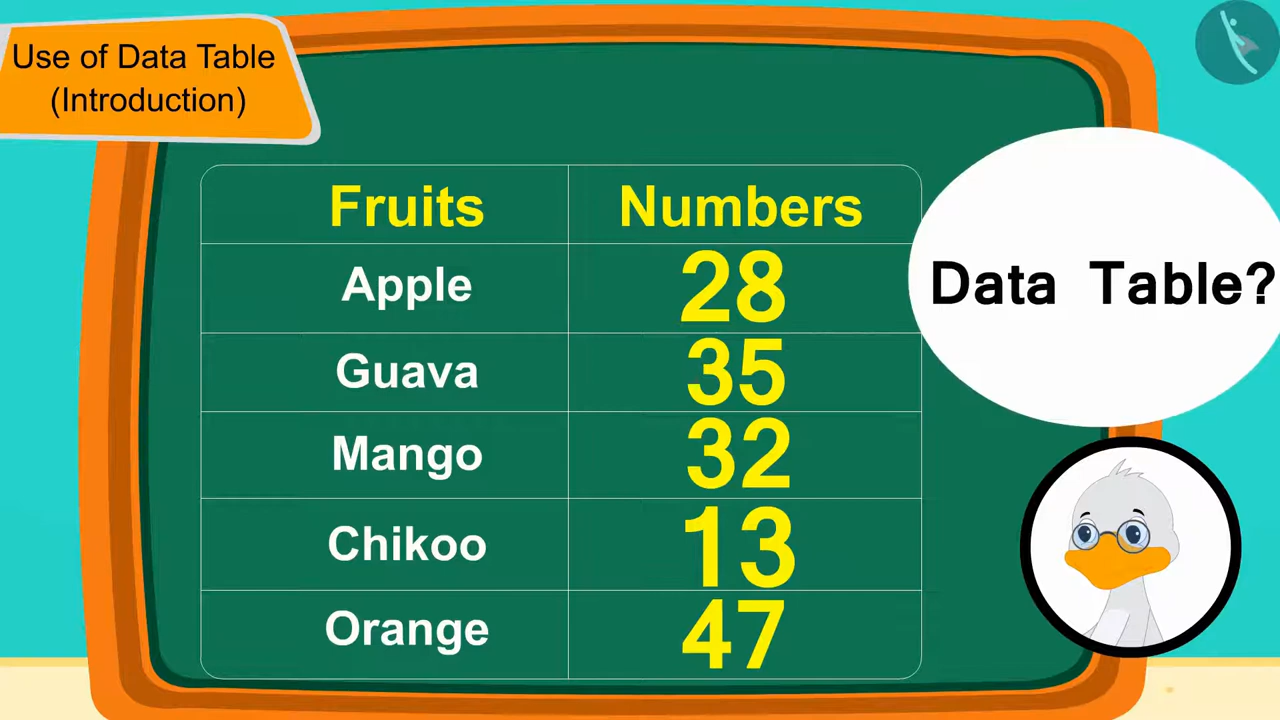 Use of Data Table
(Introduction)
Fruits Numbers
Apple 28
Guava 35
Mango 32
Chikoo 13
Orange 47
Data Table?